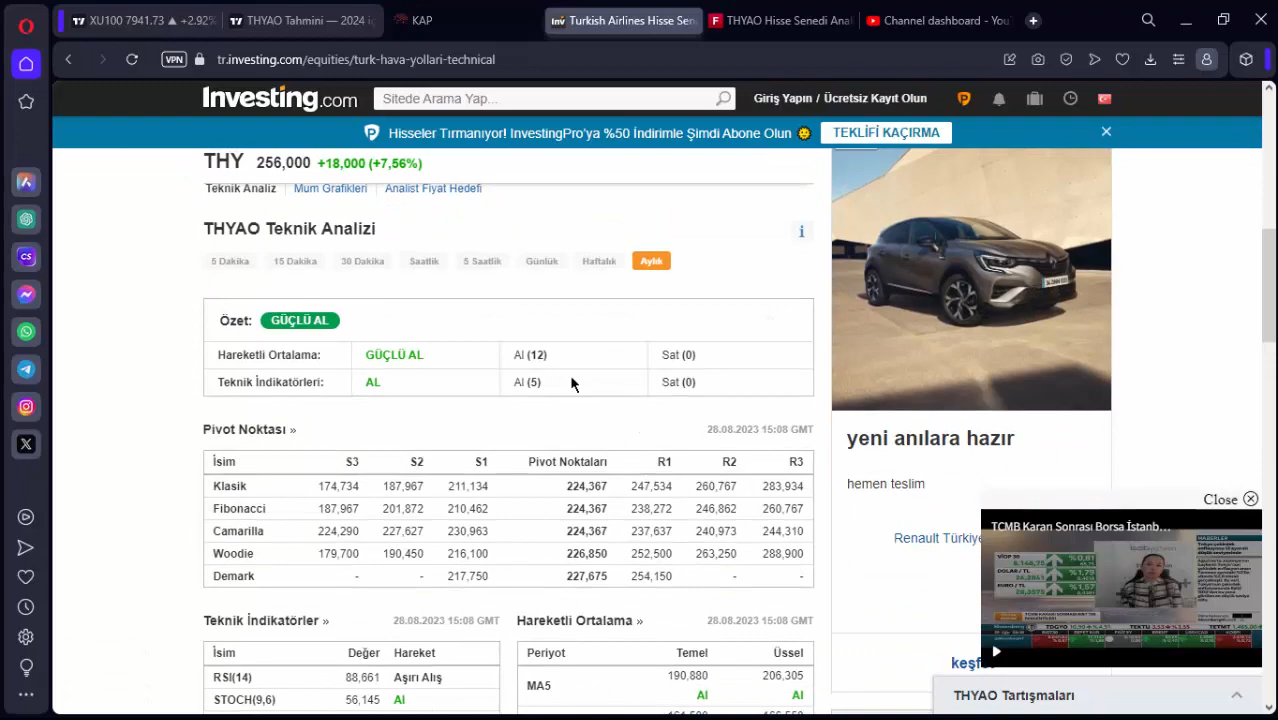 XU100 7941.73 ▲ +2.92%
THYAO Tahmini — 2024 iç
KAP
Inv Turkish Airlines Hisse Sen
F THYAO Hisse Senedi Anal
Channel dashboard - You
VPN tr.investing.com/equities/turk-hava-yollari-technical
Investing.com
Sitede Arama Yap...
Giriş Yapın / Ücretsiz Kayıt Olun
Hisseler Tırmanıyor! InvestingPro'ya %50 İndirimle Şimdi Abone Olun
TEKLİFİ KAÇIRMA
THY 256,000 +18,000 (+7,56%)
Teknik Analiz Mum Grafikleri Analist Fiyat Hedefi
THYAO Teknik Analizi
5 Dakika 15 Dakika 30 Dakika Saatlik 5 Saatlik Günlük Haftalık Aylık
Özet: GÜÇLÜ AL
Hareketli Ortalama: GÜÇLÜ AL Al (12) Sat (0)
Teknik İndikatörleri: AL Al (5) Sat (0)
Pivot Noktası » 28.08.2023 15:08 GMT
İsim S3 S2 S1 Pivot Noktaları R1 R2 R3
Klasik 174,734 187,967 211,134 224,367 247,534 260,767 283,934
Fibonacci 187,967 201,872 210,462 224,367 238,272 246,862 260,767
Camarilla 224,290 227,627 230,963 224,367 237,637 240,973 244,310
Woodie 179,700 190,450 216,100 226,850 252,500 263,250 288,900
Demark - - 217,750 227,675 254,150 - -
Teknik İndikatörler » 28.08.2023 15:08 GMT
İsim Değer Hareket
RSI(14) 88,661 Aşırı Alış
STOCH(9,6) 56,145 Al
Hareketli Ortalama » 28.08.2023 15:08 GMT
Periyot Temel Üssel
MA5 190,880 206,305
Al Al
yeni anılara hazır
hemen teslim
Renault Türkiye
keşfe
Close
TCMB Kararı Sonrası Borsa İstanb...
HABERLER
THYAO Tartışmaları